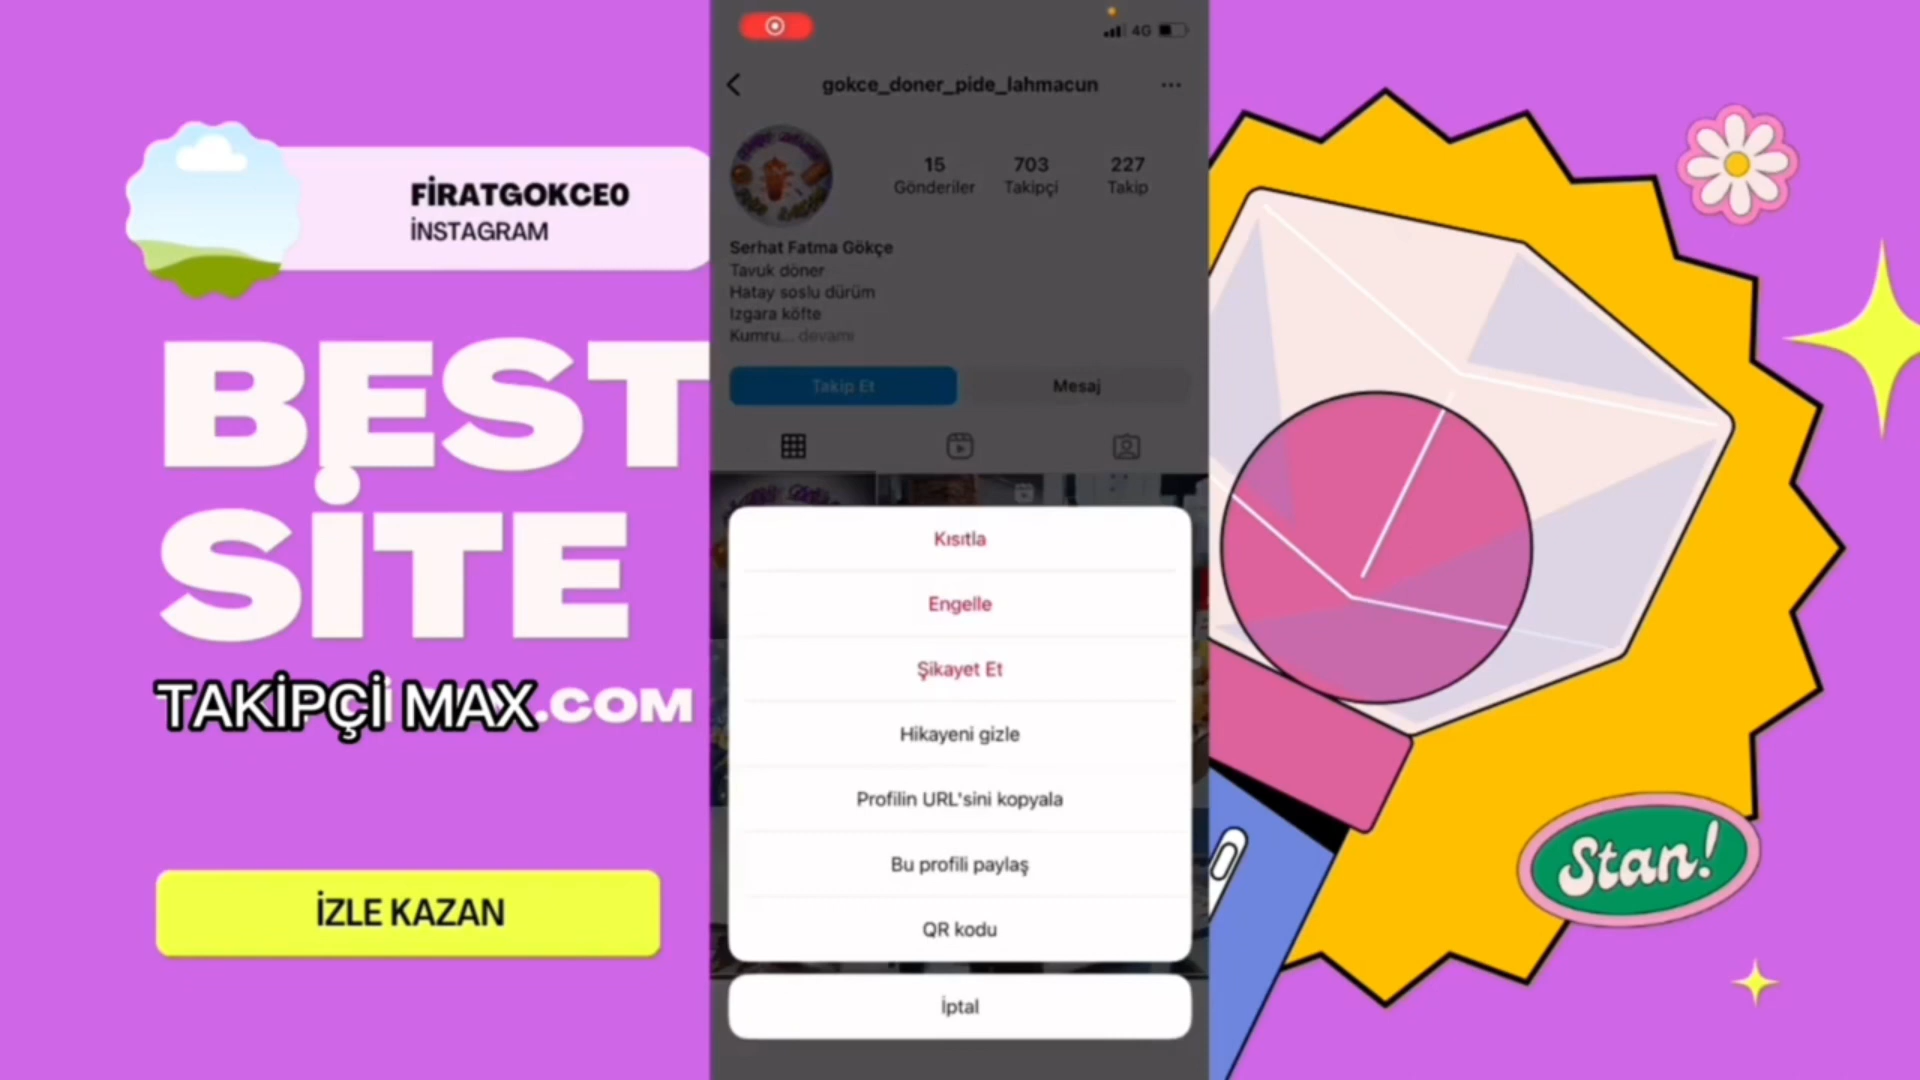 FİRATGOKCE0
İNSTAGRAM
BEST
SİTE
TAKİPÇİ MAX.COM
İZLE KAZAN
4G
gokce_doner_pide_lahmacun
15
Gönderiler
703
Takipçi
227
Takip
Serhat Fatma Gökçe
Tavuk döner
Hatay soslu dürüm
Izgara köfte
Kumru... devamı
Takip Et
Mesaj
Kısıtla
Engelle
Şikayet Et
Hikayeni gizle
Profilin URL'sini kopyala
Bu profili paylaş
QR kodu
İptal
Stan!